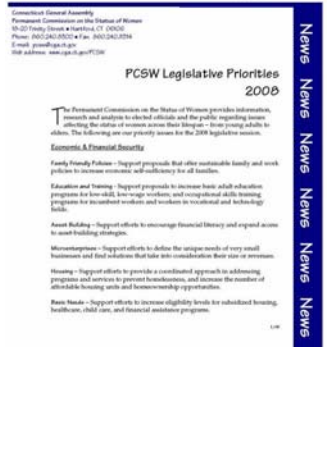 Connecticut General Assembly
Permanent Commission on the Status of Women
18-20 Trinity Street • Hartford, CT 06106
Phone: 860.240.8300 • Fax: 860.240.8314
E-mail: pcsw@cga.ct.gov
Web address: www.cga.ct.gov/PCSW
PCSW Legislative Priorities
2008
The Permanent Commission on the Status of Women provides information,
research and analysis to elected officials and the public regarding issues
affecting the status of women across their lifespan – from young adults to
elders. The following are our priority issues for the 2008 legislative session.
Economic & Financial Security
Family Friendly Policies – Support proposals that offer sustainable family and work
policies to increase economic self-sufficiency for all families.
Education and Training – Support proposals to increase basic adult education
programs for low-skill, low-wage workers; and occupational skills training
programs for incumbent workers and workers in vocational and technology
fields.
Asset Building – Support efforts to encourage financial literacy and expand access
to asset-building strategies.
Microenterprises – Support efforts to define the unique needs of very small
businesses and find solutions that take into consideration their size or revenues.
Housing – Support efforts to provide a coordinated approach in addressing
programs and services to prevent homelessness, and increase the number of
affordable housing units and homeownership opportunities.
Basic Needs – Support efforts to increase eligibility levels for subsidized housing,
healthcare, child care, and financial assistance programs.
1/08
News News News News News News